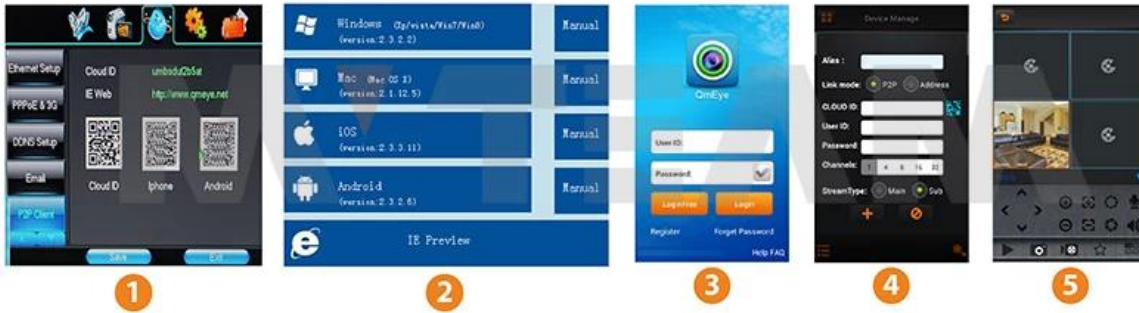 Ethernet Setup
PPPoE & 3G
DDNS Setup
Email
P2P Client
Cloud ID
IE Web
http://www.qmeye.net
Cloud ID
Iphone
Android
Save
Exit
1
Windows (Xp/vista/Win7/Win8)
(version:2.3.2.2)
Manual
Mac (Mac OS X)
(version:2.1.12.5)
Manual
iOS
(version:2.3.3.11)
Manual
Android
(version:2.3.2.6)
Manual
IE Preview
2
QmEye
User ID:
Password:
LoginFree
Login
Register
Forget Password
Help FAQ
3
Device Manage
Alias :
Link mode:
P2P
Address
CLOUD ID:
User ID:
Password:
Channels:
1 4 8 16 32
StreamType:
Main
Sub
4
5